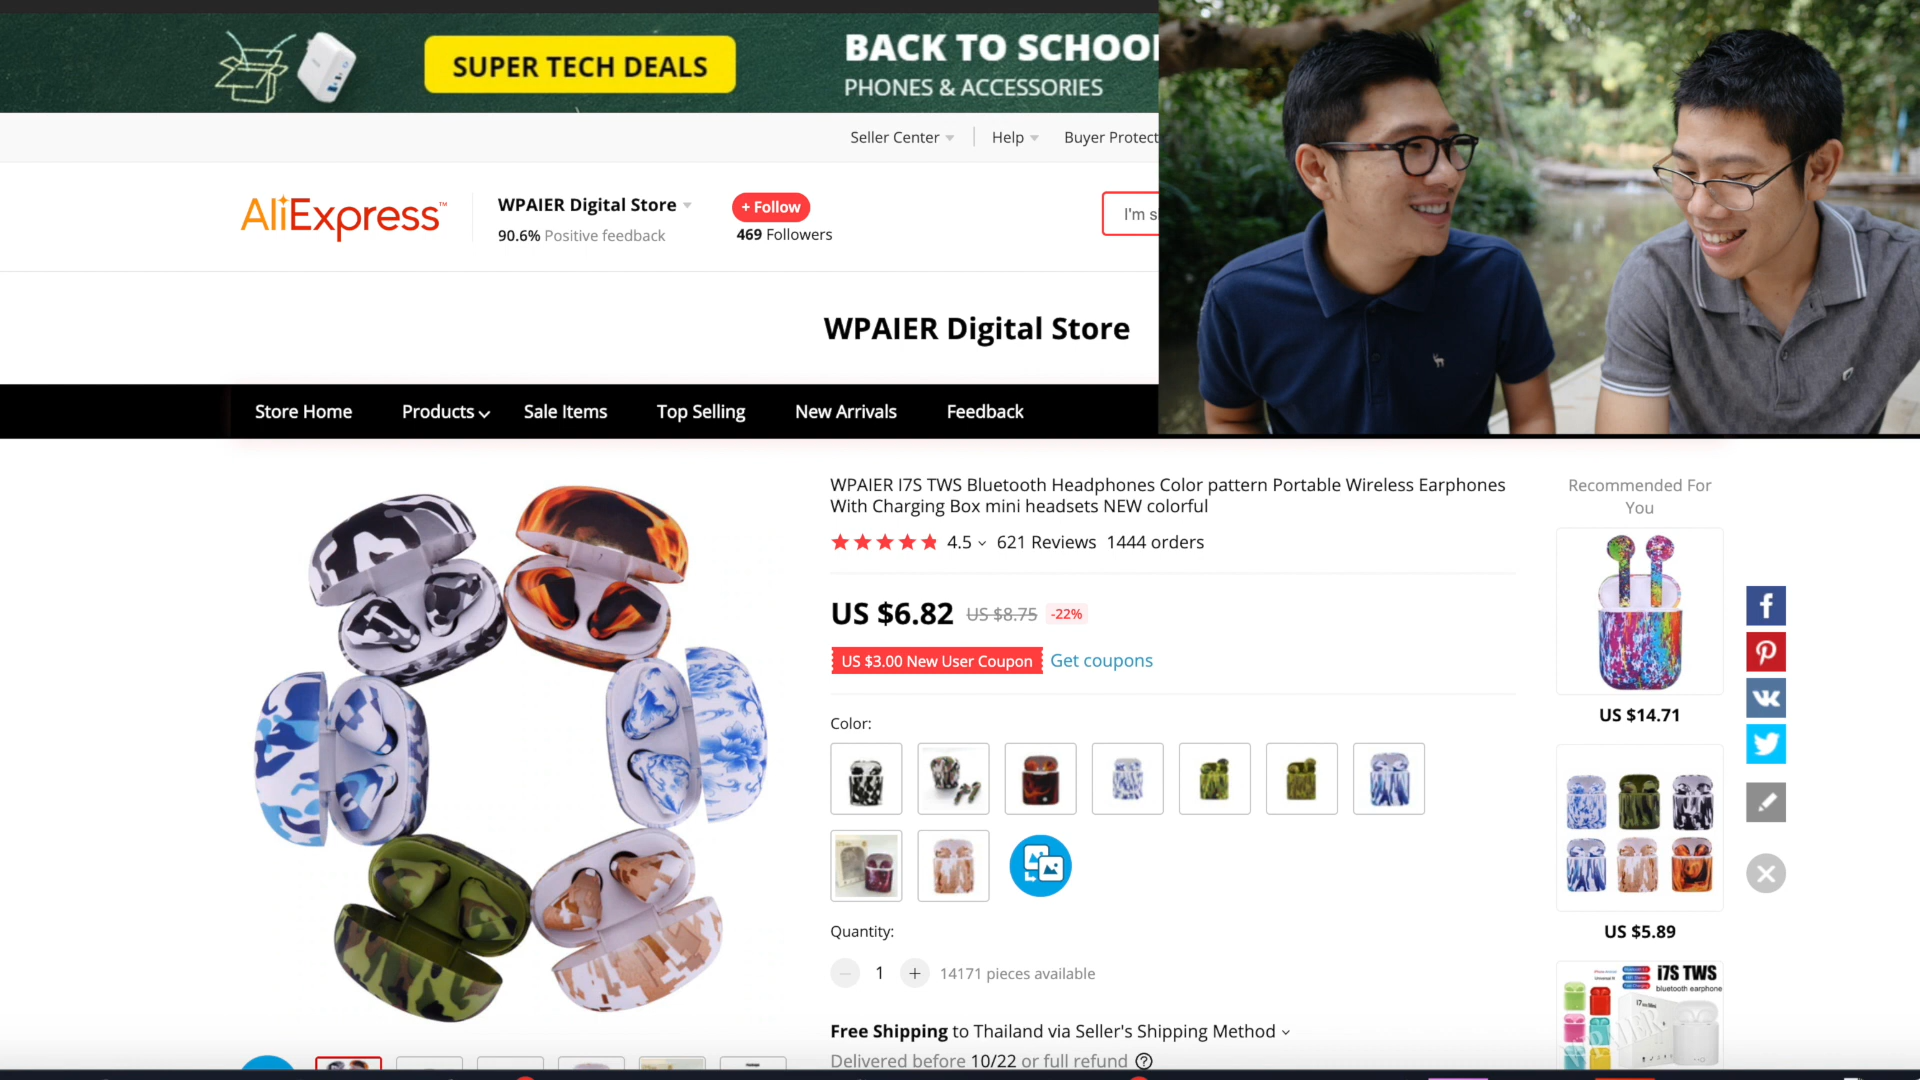 SUPER TECH DEALS
BACK TO SCHOOL
PHONES & ACCESSORIES
Seller Center
Help
Buyer Protect
AliExpress™
WPAIER Digital Store
90.6% Positive feedback
+ Follow
469 Followers
I'm s
WPAIER Digital Store
Store Home
Products
Sale Items
Top Selling
New Arrivals
Feedback
WPAIER I7S TWS Bluetooth Headphones Color pattern Portable Wireless Earphones
With Charging Box mini headsets NEW colorful
4.5
621 Reviews
1444 orders
US $6.82
US $8.75
-22%
US $3.00 New User Coupon
Get coupons
Color:
Quantity:
1
14171 pieces available
Free Shipping to Thailand via Seller's Shipping Method
Delivered before 10/22 or full refund
Recommended For
You
US $14.71
US $5.89
i7S TWS
bluetooth earphone